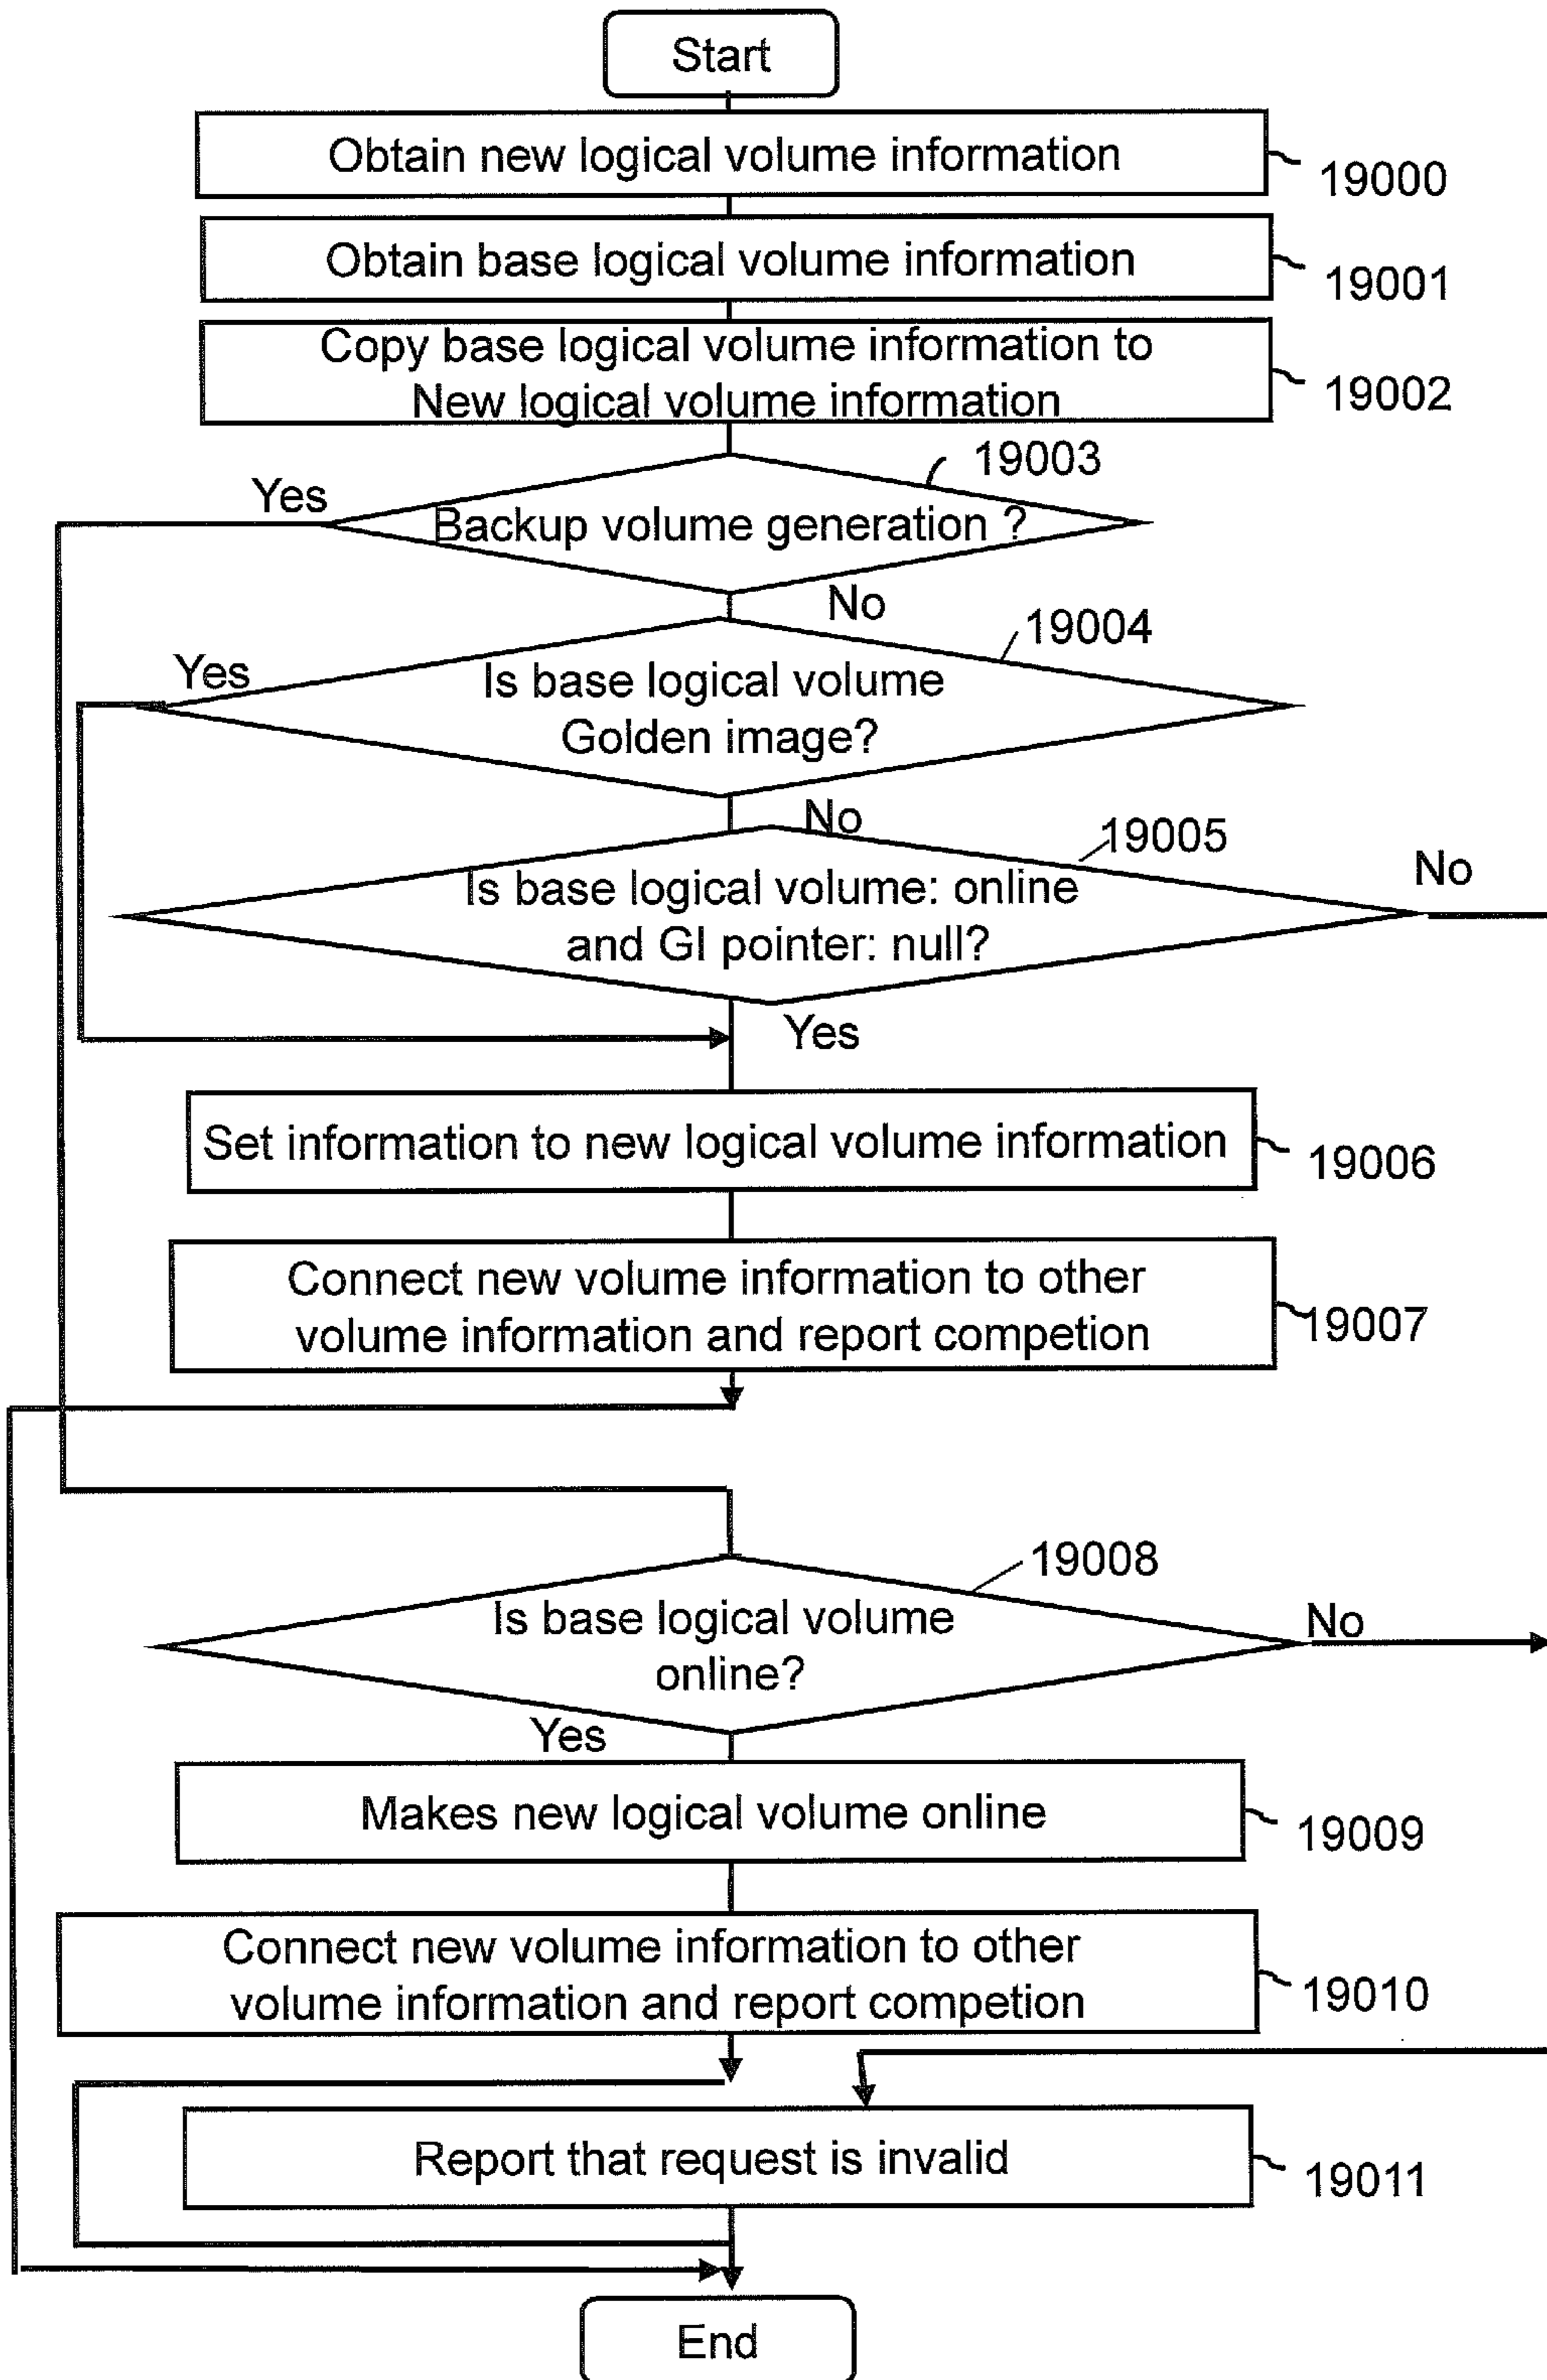 Start
Obtain new logical volume information
19000
Obtain base logical volume information
19001
Copy base logical volume information to
New logical volume information
19002
19003
Yes
Backup volume generation ?
No
19004
Yes
Is base logical volume
Golden image?
No
19005
No
Is base logical volume: online
and GI pointer: null?
Yes
Set information to new logical volume information
19006
Connect new volume information to other
volume information and report competion
19007
19008
Is base logical volume
online?
No
Yes
Makes new logical volume online
19009
Connect new volume information to other
volume information and report competion
19010
Report that request is invalid
19011
End